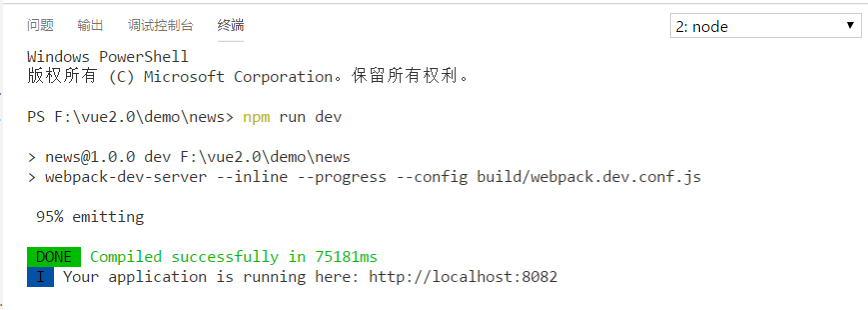 问题 输出 调试控制台 终端 2: node
Windows PowerShell
版权所有 (C) Microsoft Corporation。保留所有权利。
PS F:\vue2.0\demo\news> npm run dev
> news@1.0.0 dev F:\vue2.0\demo\news
> webpack-dev-server --inline --progress --config build/webpack.dev.conf.js
95% emitting
DONE Compiled successfully in 75181ms
I Your application is running here: http://localhost:8082